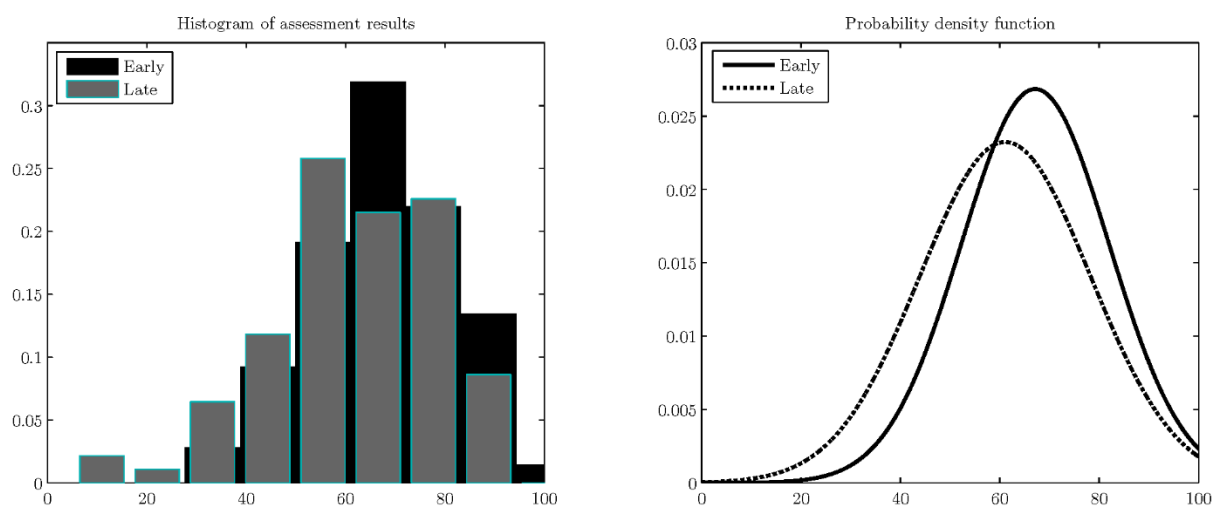 Histogram of assessment results
Early
Late
0.3
0.25
0.2
0.15
0.1
0.05
0
0 20 40 60 80 100
Probability density function
Early
Late
0.03
0.025
0.02
0.015
0.01
0.005
0
0 20 40 60 80 100